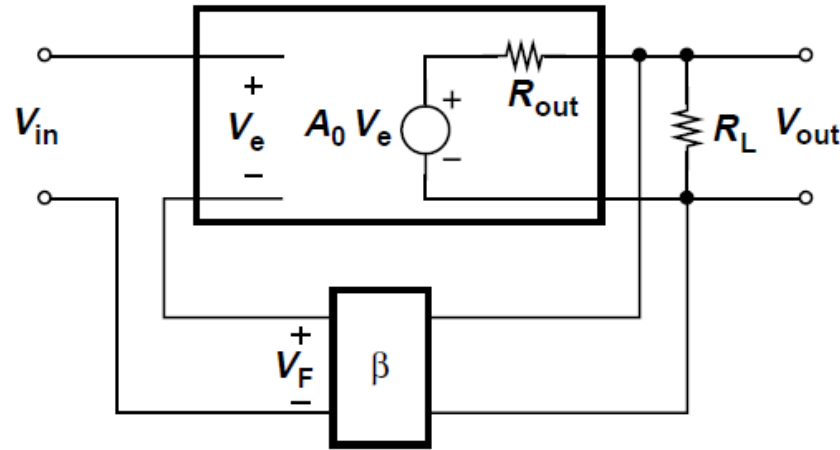 +
R_out
V_in
V_e
A_0 V_e
+
−
R_L
V_out
−
+
V_F
β
−